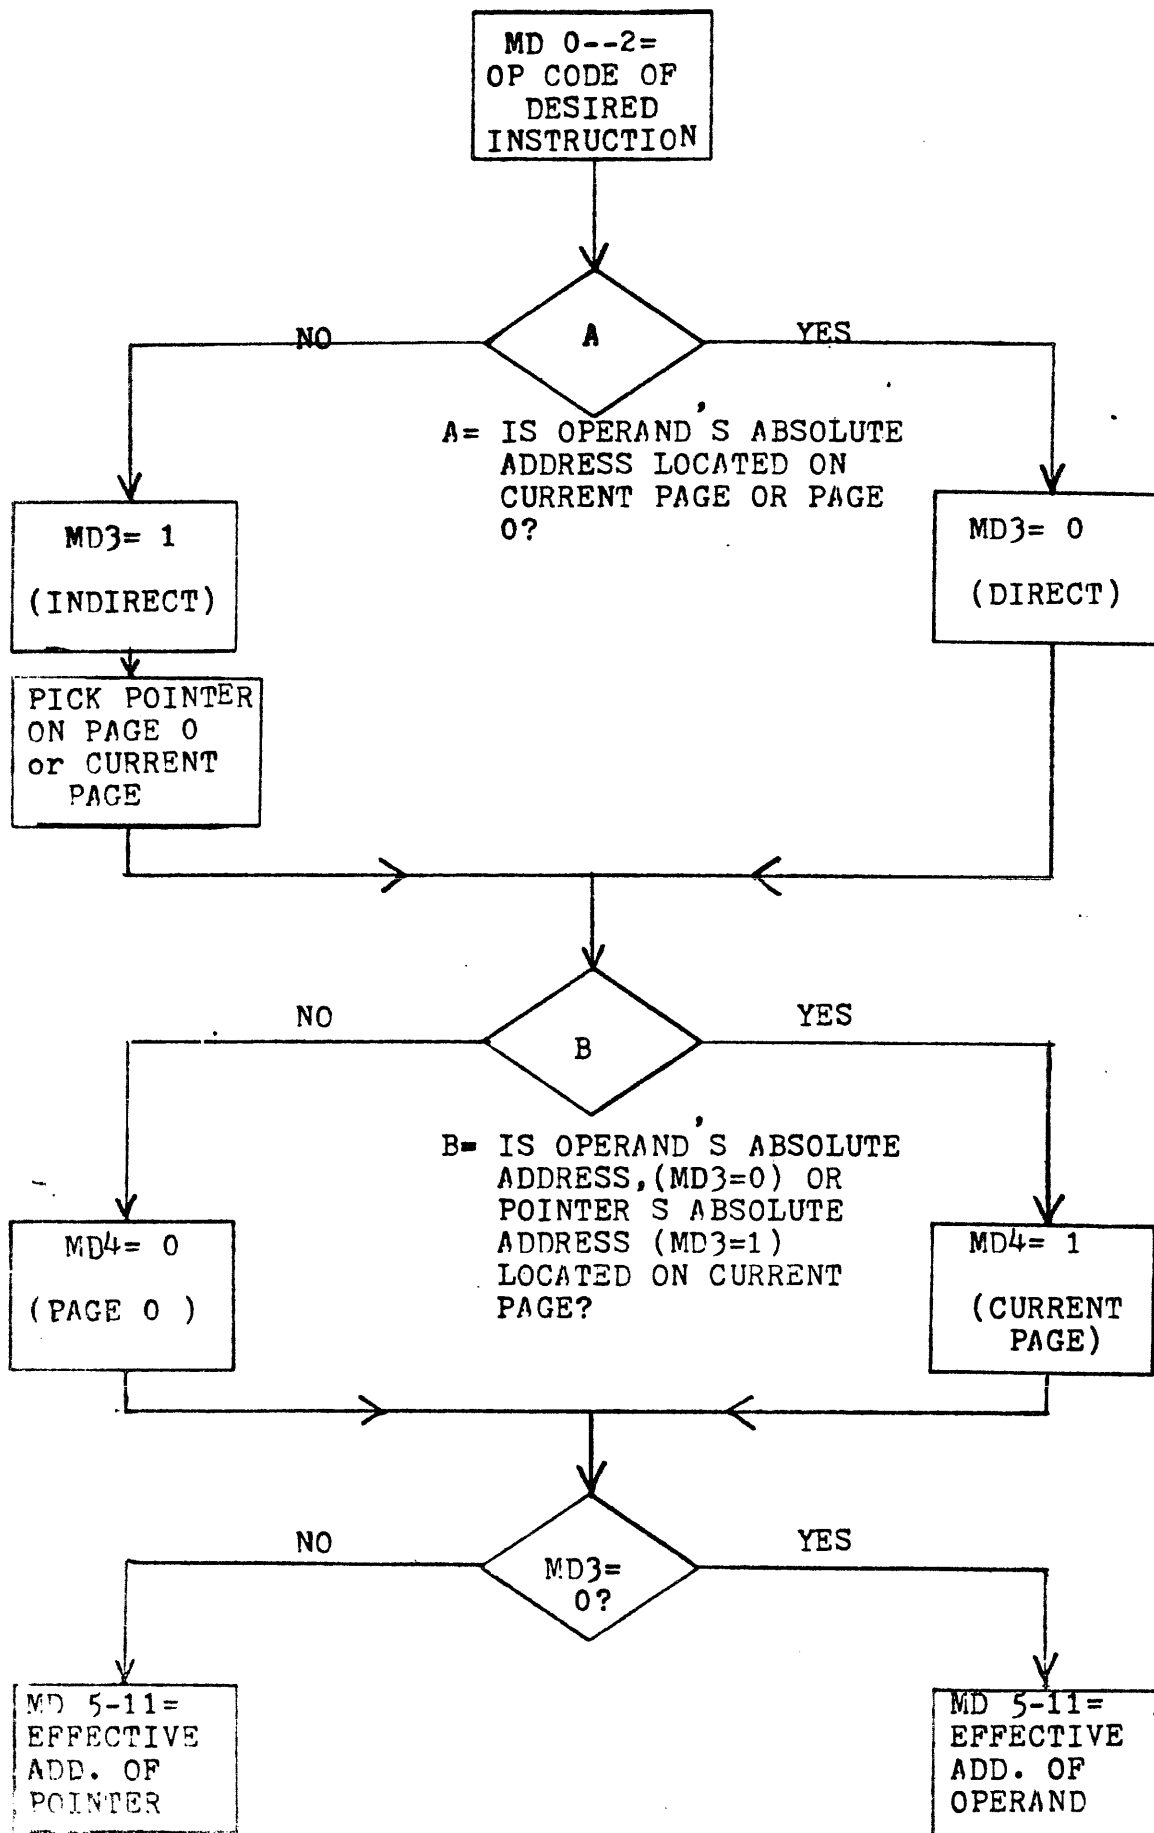 MD 0--2=
OP CODE OF
DESIRED
INSTRUCTION
NO
A
YES
A= IS OPERAND'S ABSOLUTE
ADDRESS LOCATED ON
CURRENT PAGE OR PAGE
0?
MD3= 1
(INDIRECT)
MD3= 0
(DIRECT)
PICK POINTER
ON PAGE 0
or CURRENT
PAGE
NO
B
YES
B= IS OPERAND'S ABSOLUTE
ADDRESS,(MD3=0) OR
POINTER S ABSOLUTE
ADDRESS (MD3=1)
LOCATED ON CURRENT
PAGE?
MD4= 0
(PAGE 0 )
MD4= 1
(CURRENT
PAGE)
NO
MD3=
0?
YES
MD 5-11=
EFFECTIVE
ADD. OF
POINTER
MD 5-11=
EFFECTIVE
ADD. OF
OPERAND